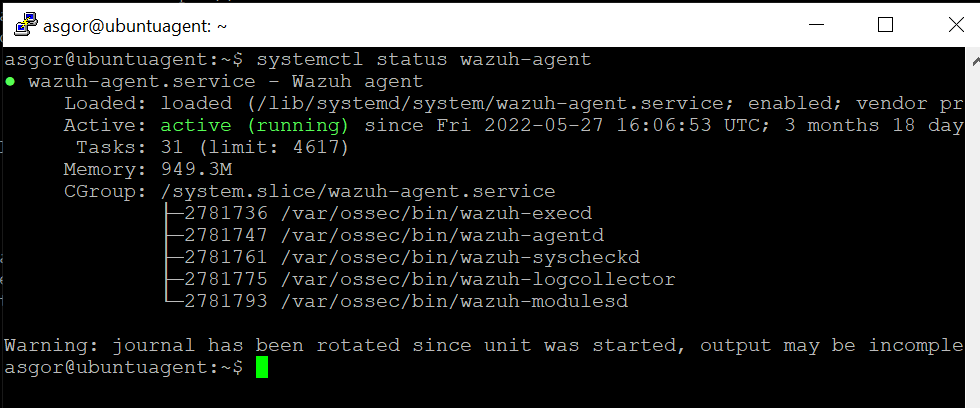 asgor@ubuntuagent: ~
asgor@ubuntuagent:~$ systemctl status wazuh-agent
● wazuh-agent.service - Wazuh agent
     Loaded: loaded (/lib/systemd/system/wazuh-agent.service; enabled; vendor pr
     Active: active (running) since Fri 2022-05-27 16:06:53 UTC; 3 months 18 day
      Tasks: 31 (limit: 4617)
     Memory: 949.3M
     CGroup: /system.slice/wazuh-agent.service
             ├─2781736 /var/ossec/bin/wazuh-execd
             ├─2781747 /var/ossec/bin/wazuh-agentd
             ├─2781761 /var/ossec/bin/wazuh-syscheckd
             ├─2781775 /var/ossec/bin/wazuh-logcollector
             └─2781793 /var/ossec/bin/wazuh-modulesd
Warning: journal has been rotated since unit was started, output may be incomple
asgor@ubuntuagent:~$